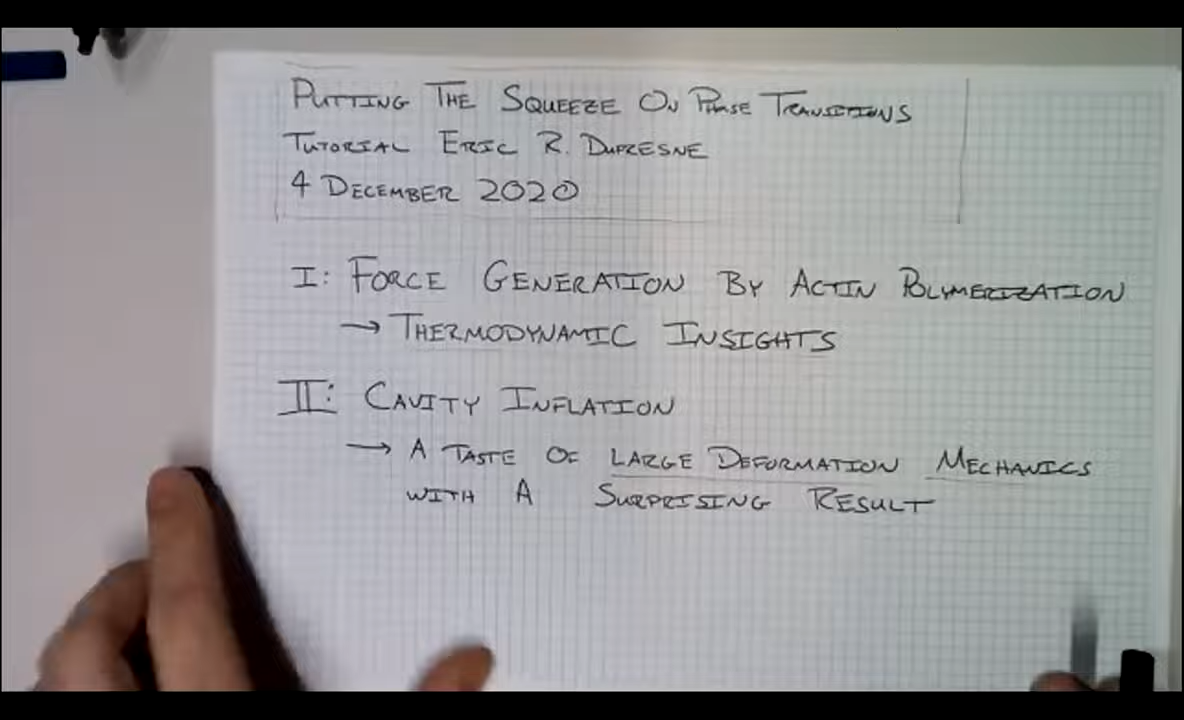 PUTTING THE SQUEEZE ON PHASE TRANSITIONS
TUTORIAL ERIC R. DUFRESNE
4 DECEMBER 2020
I: FORCE GENERATION BY ACTIN POLYMERIZATION
→ THERMODYNAMIC INSIGHTS
II: CAVITY INFLATION
→ A TASTE OF LARGE DEFORMATION MECHANICS
WITH A SURPRISING RESULT